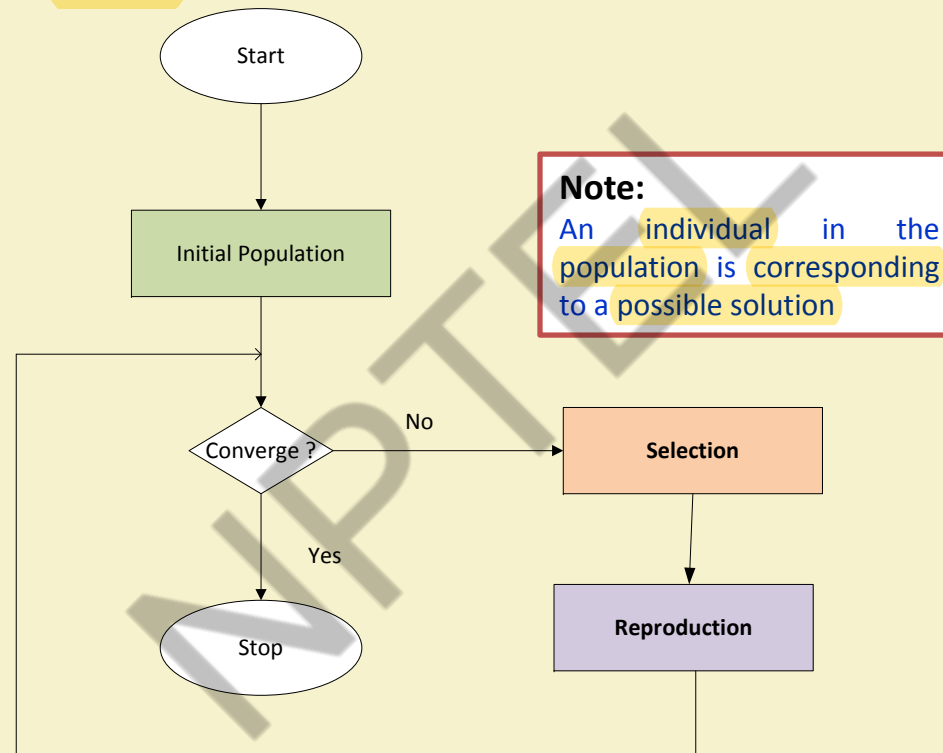 Start
Note:
An individual in the
population is corresponding
to a possible solution
Initial Population
No
Converge ?
Selection
Yes
Reproduction
Stop
NPTEL